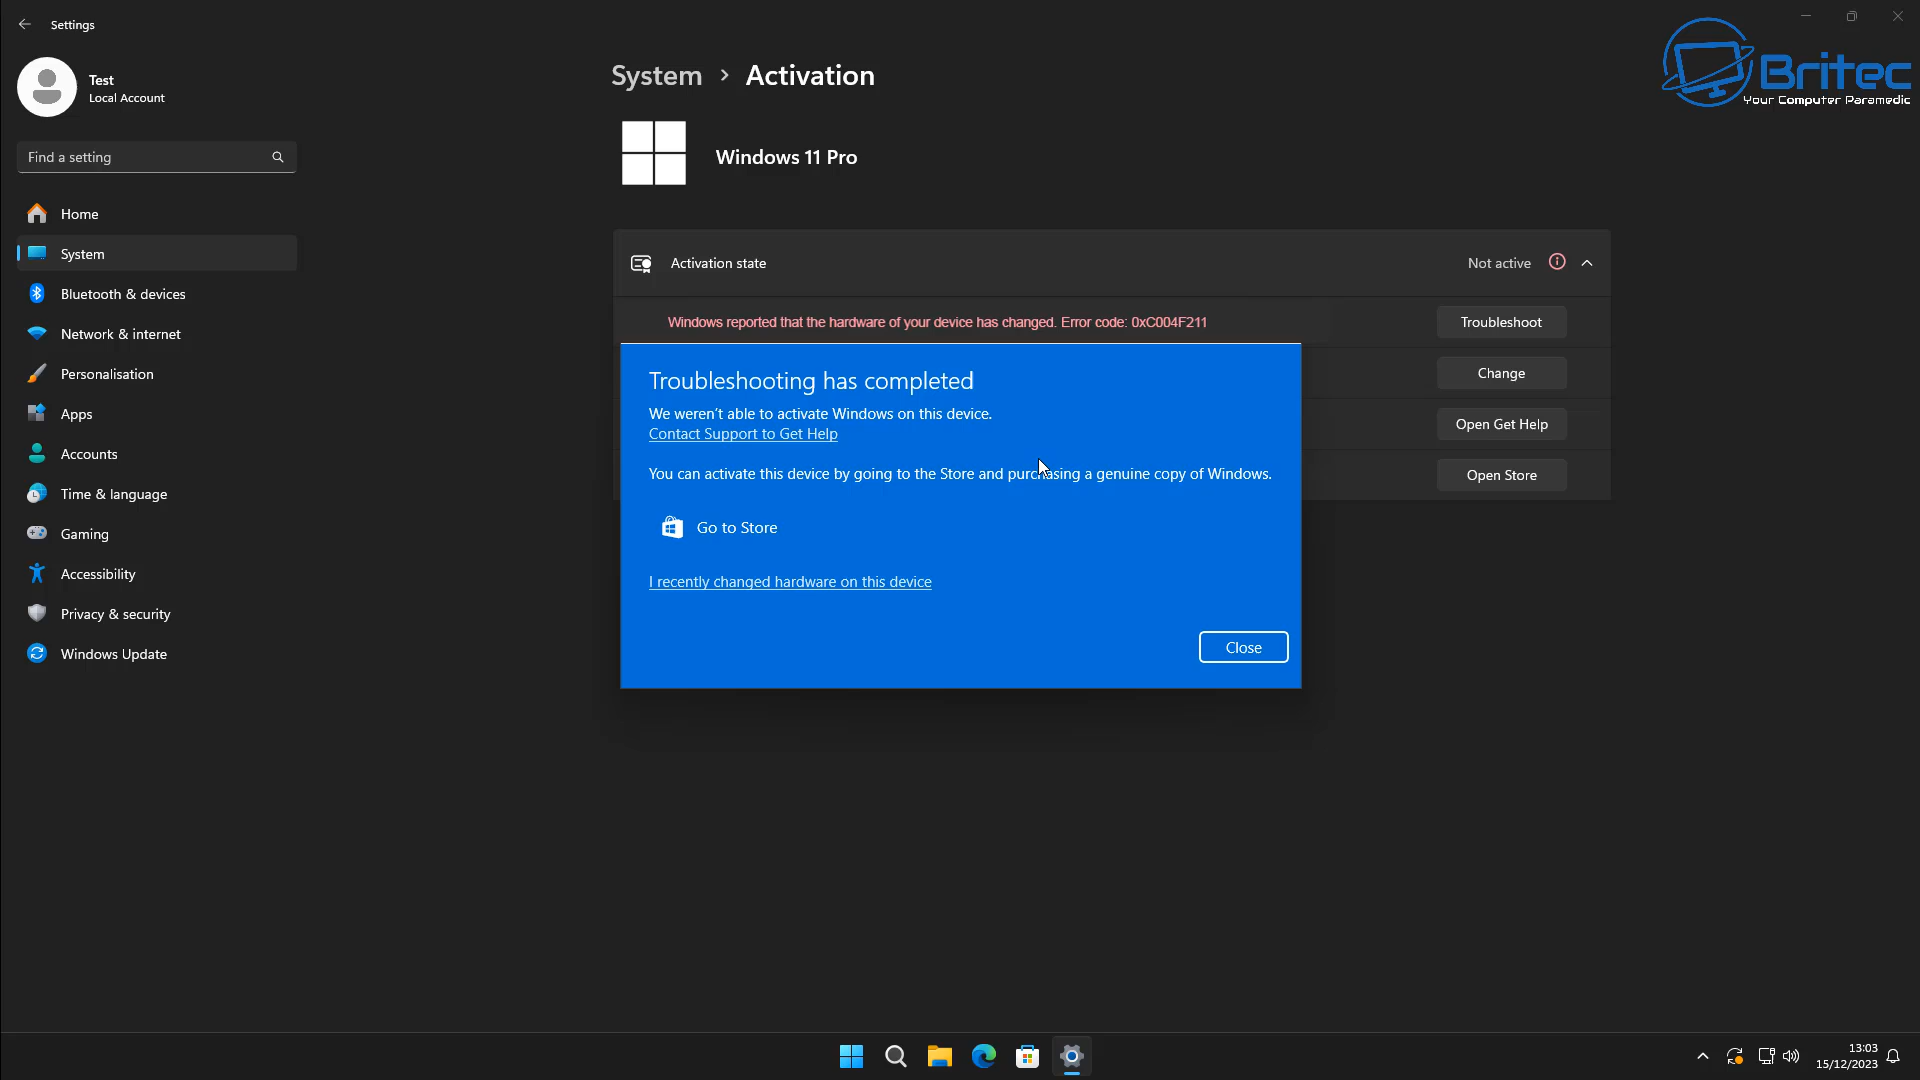 Settings
Test
Local Account
Find a setting
Home
System
Bluetooth & devices
Network & internet
Personalisation
Apps
Accounts
Time & language
Gaming
Accessibility
Privacy & security
Windows Update
System > Activation
Britec
Your Computer Paramedic
Windows 11 Pro
Activation state
Not active
Windows reported that the hardware of your device has changed. Error code: 0xC004F211
Troubleshoot
Change
Open Get Help
Open Store
Troubleshooting has completed
We weren't able to activate Windows on this device.
Contact Support to Get Help
You can activate this device by going to the Store and purchasing a genuine copy of Windows.
Go to Store
I recently changed hardware on this device
Close
13:03
15/12/2023